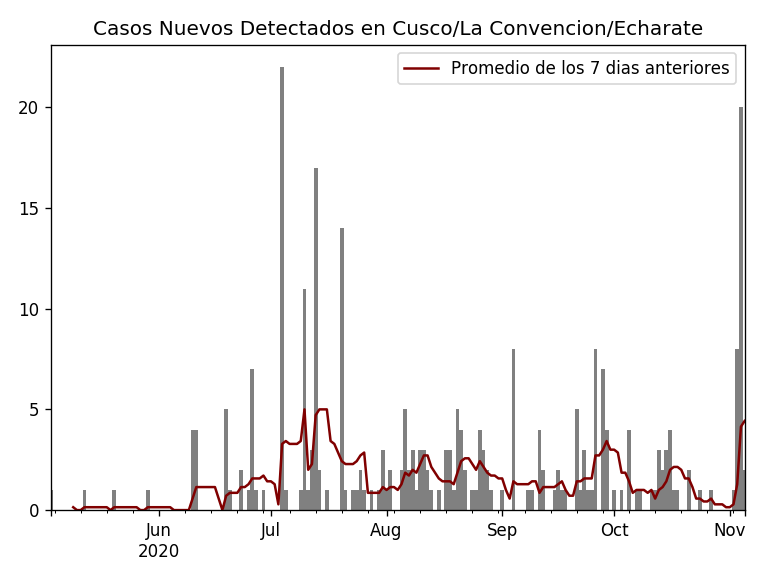 Casos Nuevos Detectados en Cusco/La Convencion/Echarate
Promedio de los 7 dias anteriores
20
15
10
5
0
Jun Jul Aug Sep Oct Nov
2020